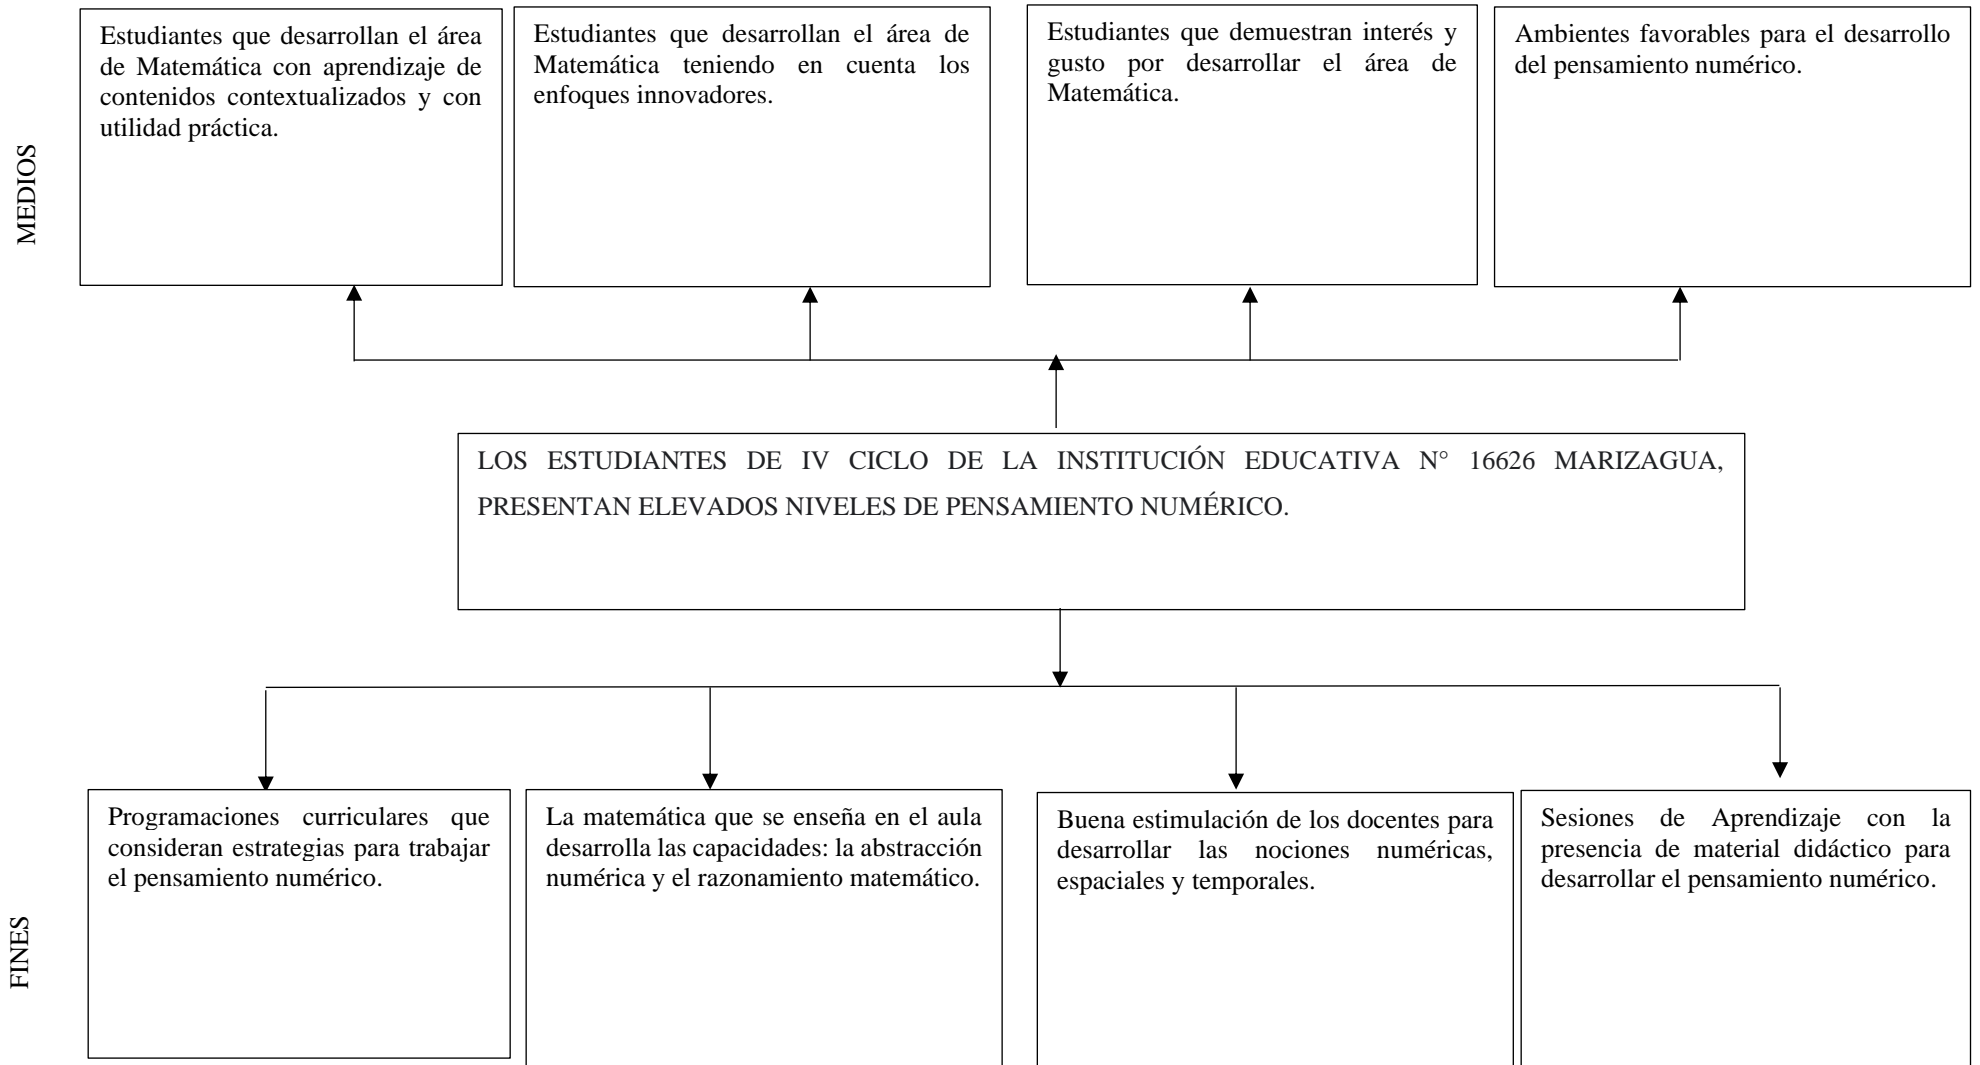 MEDIOS
Estudiantes que desarrollan el área
de Matemática con aprendizaje de
contenidos contextualizados y con
utilidad práctica.
Estudiantes que desarrollan el área de
Matemática teniendo en cuenta los
enfoques innovadores.
Estudiantes que demuestran interés y
gusto por desarrollar el área de
Matemática.
Ambientes favorables para el desarrollo
del pensamiento numérico.
LOS ESTUDIANTES DE IV CICLO DE LA INSTITUCIÓN EDUCATIVA N° 16626 MARIZAGUA,
PRESENTAN ELEVADOS NIVELES DE PENSAMIENTO NUMÉRICO.
FINES
Programaciones curriculares que
consideran estrategias para trabajar
el pensamiento numérico.
La matemática que se enseña en el aula
desarrolla las capacidades: la abstracción
numérica y el razonamiento matemático.
Buena estimulación de los docentes para
desarrollar las nociones numéricas,
espaciales y temporales.
Sesiones de Aprendizaje con la
presencia de material didáctico para
desarrollar el pensamiento numérico.